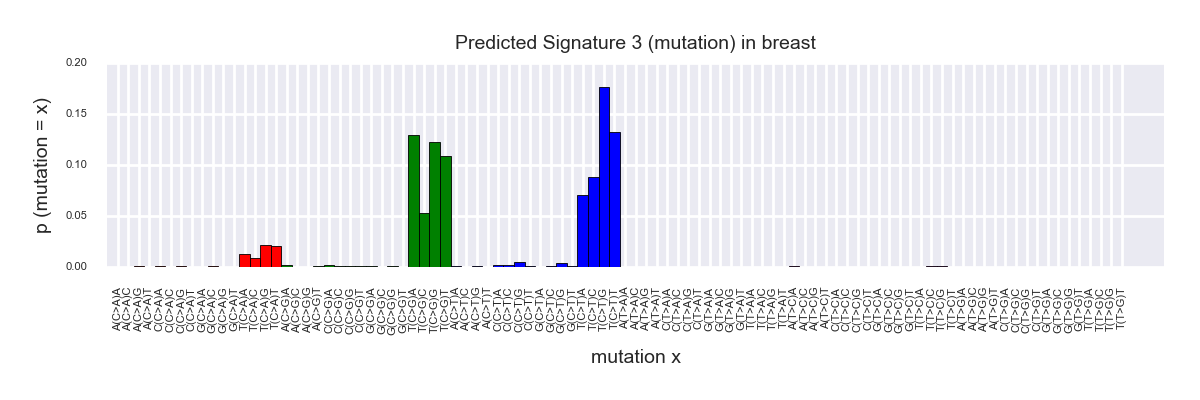 Predicted Signature 3 (mutation) in breast
0.20
0.15
0.10
0.05
0.00
p (mutation = x)
A(C>A)A
A(C>A)C
A(C>A)G
A(C>A)T
C(C>A)A
C(C>A)C
C(C>A)G
C(C>A)T
G(C>A)A
G(C>A)C
G(C>A)G
G(C>A)T
T(C>A)A
T(C>A)C
T(C>A)G
T(C>A)T
A(C>G)A
A(C>G)C
A(C>G)G
A(C>G)T
C(C>G)A
C(C>G)C
C(C>G)G
C(C>G)T
G(C>G)A
G(C>G)C
G(C>G)G
G(C>G)T
T(C>G)A
T(C>G)C
T(C>G)G
T(C>G)T
A(C>T)A
A(C>T)C
A(C>T)G
A(C>T)T
C(C>T)A
C(C>T)C
C(C>T)G
C(C>T)T
G(C>T)A
G(C>T)C
G(C>T)G
G(C>T)T
T(C>T)A
T(C>T)C
T(C>T)G
T(C>T)T
A(T>A)A
A(T>A)C
A(T>A)G
A(T>A)T
C(T>A)A
C(T>A)C
C(T>A)G
C(T>A)T
G(T>A)A
G(T>A)C
G(T>A)G
G(T>A)T
T(T>A)A
T(T>A)C
T(T>A)G
T(T>A)T
A(T>C)A
A(T>C)C
A(T>C)G
A(T>C)T
C(T>C)A
C(T>C)C
C(T>C)G
C(T>C)T
G(T>C)A
G(T>C)C
G(T>C)G
G(T>C)T
T(T>C)A
T(T>C)C
T(T>C)G
T(T>C)T
A(T>G)A
A(T>G)C
A(T>G)G
A(T>G)T
C(T>G)A
C(T>G)C
C(T>G)G
C(T>G)T
G(T>G)A
G(T>G)C
G(T>G)G
G(T>G)T
T(T>G)A
T(T>G)C
T(T>G)G
T(T>G)T
mutation x